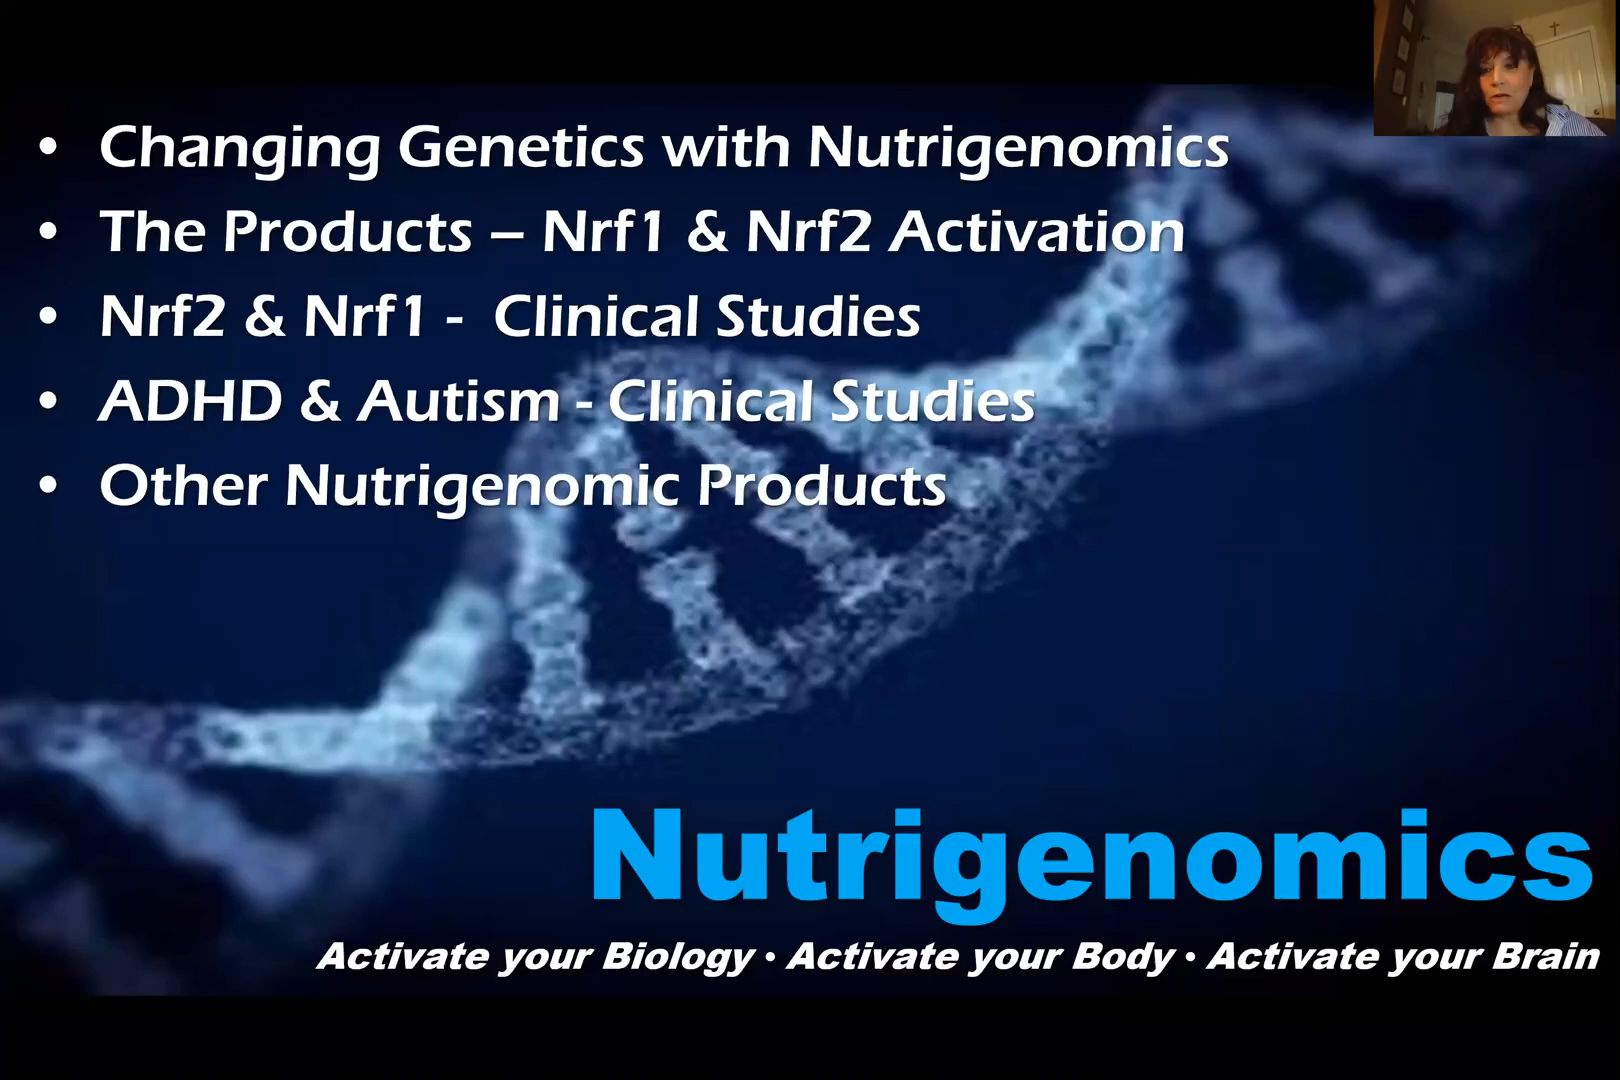 • Changing Genetics with Nutrigenomics
• The Products – Nrf1 & Nrf2 Activation
• Nrf2 & Nrf1 - Clinical Studies
• ADHD & Autism - Clinical Studies
• Other Nutrigenomic Products
Nutrigenomics
Activate your Biology • Activate your Body • Activate your Brain